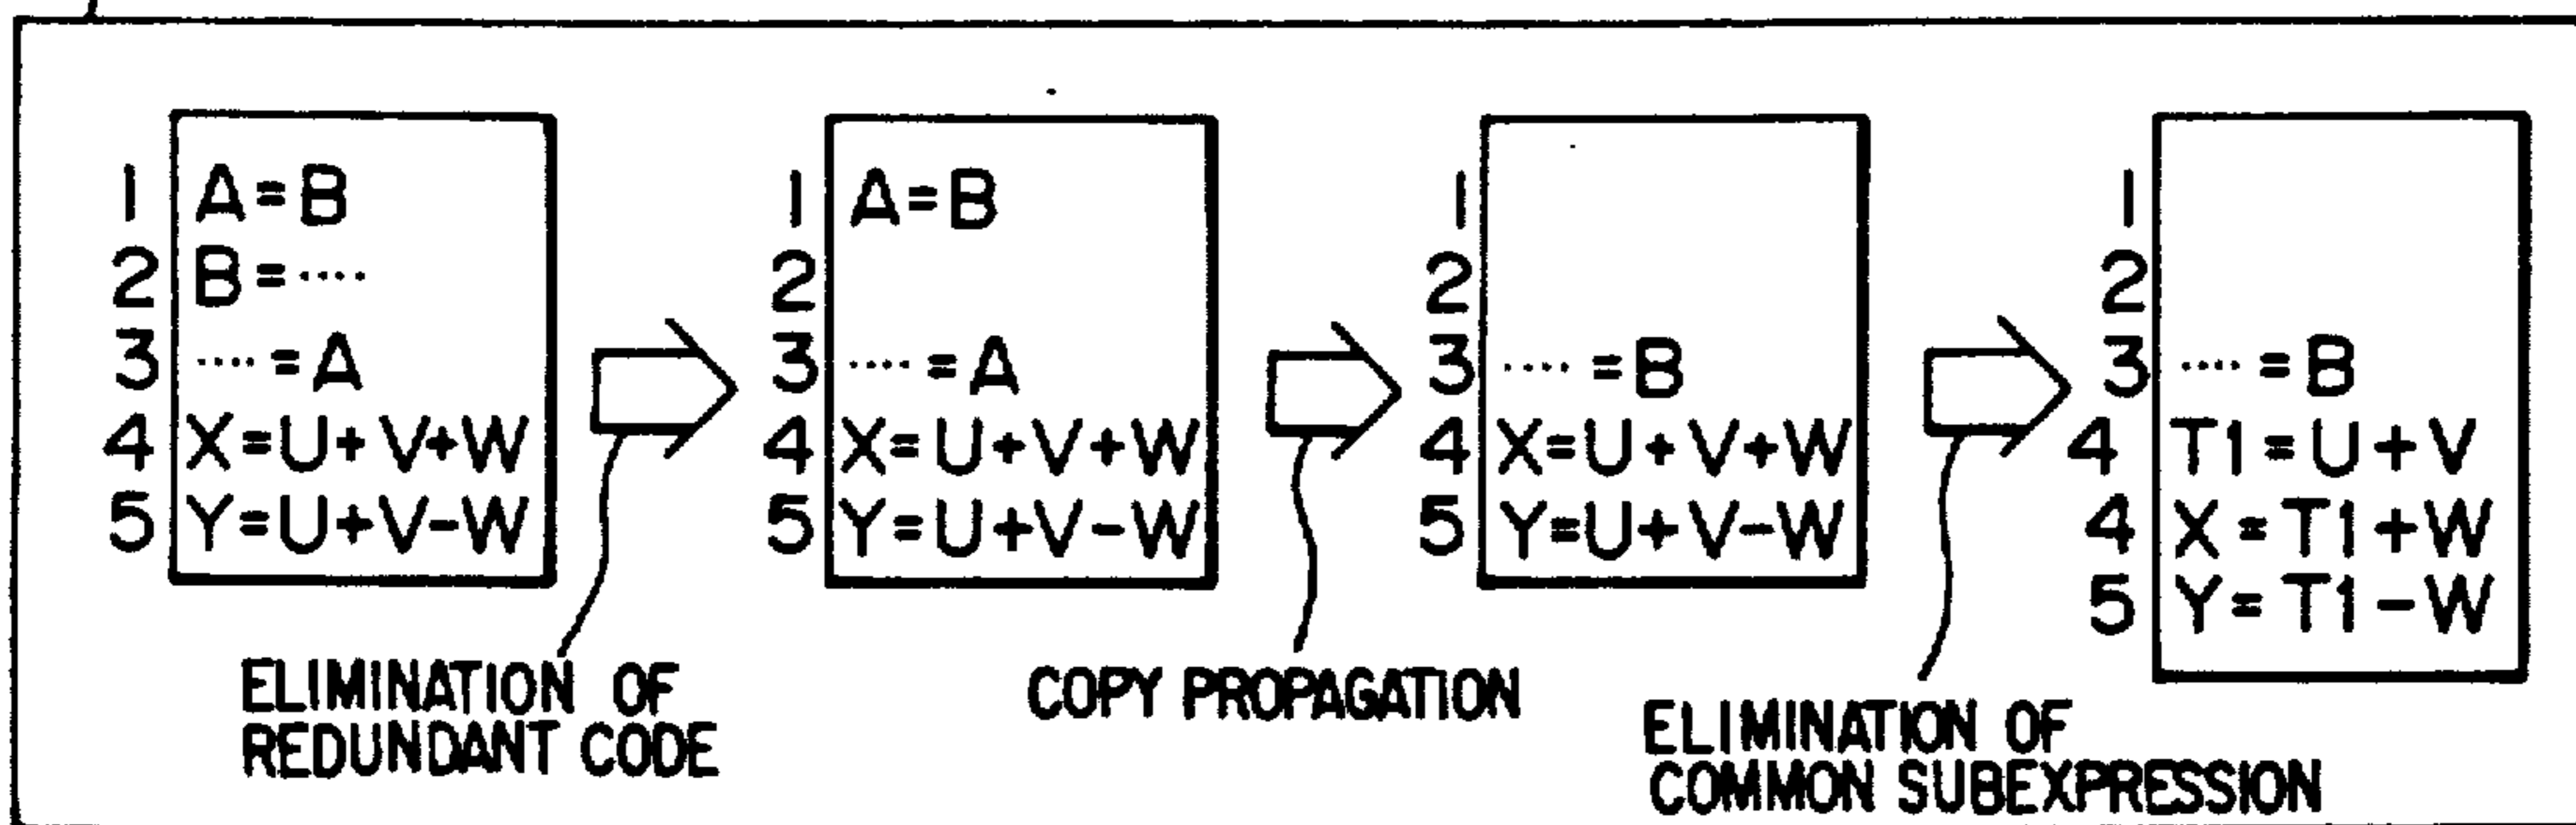 1 A=B
2 B=····
3 ····=A
4 X=U+V+W
5 Y=U+V-W
ELIMINATION OF
REDUNDANT CODE
1 A=B
2
3 ····=A
4 X=U+V+W
5 Y=U+V-W
COPY PROPAGATION
1
2
3 ····=B
4 X=U+V+W
5 Y=U+V-W
ELIMINATION OF
COMMON SUBEXPRESSION
1
2
3 ····=B
4 T1=U+V
4 X=T1+W
5 Y=T1-W